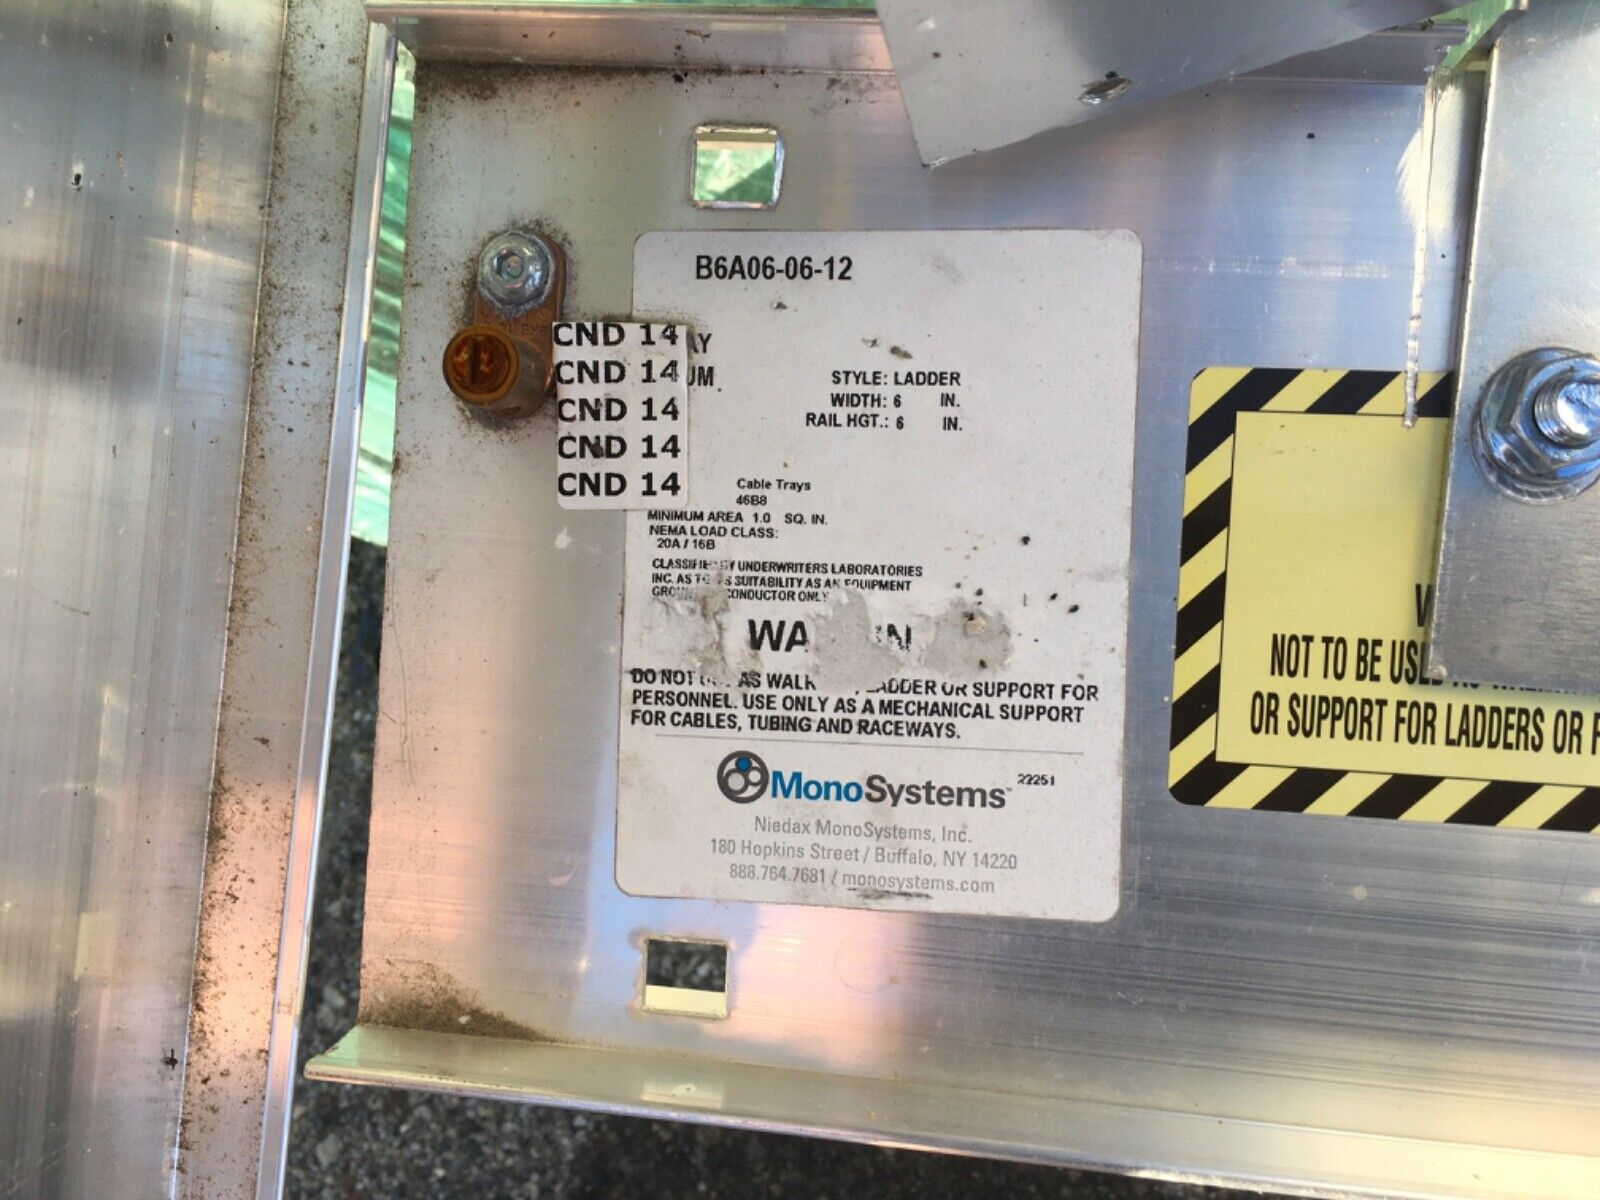 B6A06-06-12
CND 14
CND 14
CND 14
CND 14
CND 14
STYLE: LADDER
WIDTH: 6 IN.
RAIL HGT.: 6 IN.
Cable Trays
46B8
MINIMUM AREA 1.0 SQ. IN.
NEMA LOAD CLASS:
20A / 16B
UNDERWRITERS LABORATORIES
INC. AS SUITABILITY AS AN EQUIPMENT
CONDUCTOR ONLY
DO NOT AS LADDER OR SUPPORT FOR
PERSONNEL. USE ONLY AS A MECHANICAL SUPPORT
FOR CABLES, TUBING AND RACEWAYS.
MonoSystems™ 22251
Niedax MonoSystems, Inc.
180 Hopkins Street / Buffalo, NY 14220
888.764.7681 / monosystems.com
NOT TO BE
OR SUPPORT FOR LADDERS OR